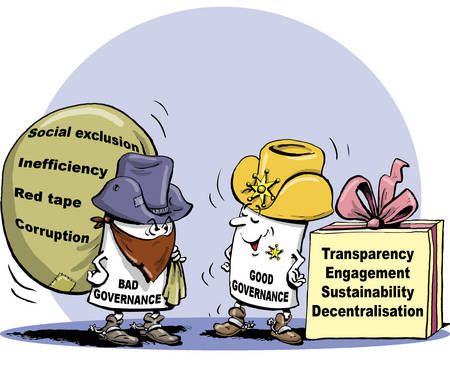 Social exclusion
Inefficiency
Red tape
Corruption
BAD
GOVERNANCE
GOOD
GOVERNANCE
Transparency
Engagement
Sustainability
Decentralisation